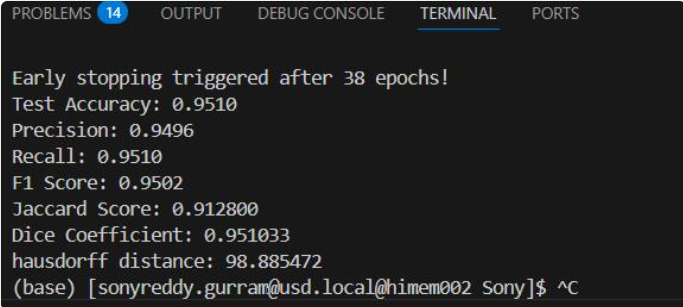 PROBLEMS 14 OUTPUT DEBUG CONSOLE TERMINAL PORTS
Early stopping triggered after 38 epochs!
Test Accuracy: 0.9510
Precision: 0.9496
Recall: 0.9510
F1 Score: 0.9502
Jaccard Score: 0.912800
Dice Coefficient: 0.951033
hausdorff distance: 98.885472
(base) [sonyreddy.gurram@usd.local@himem002 Sony]$ ^C